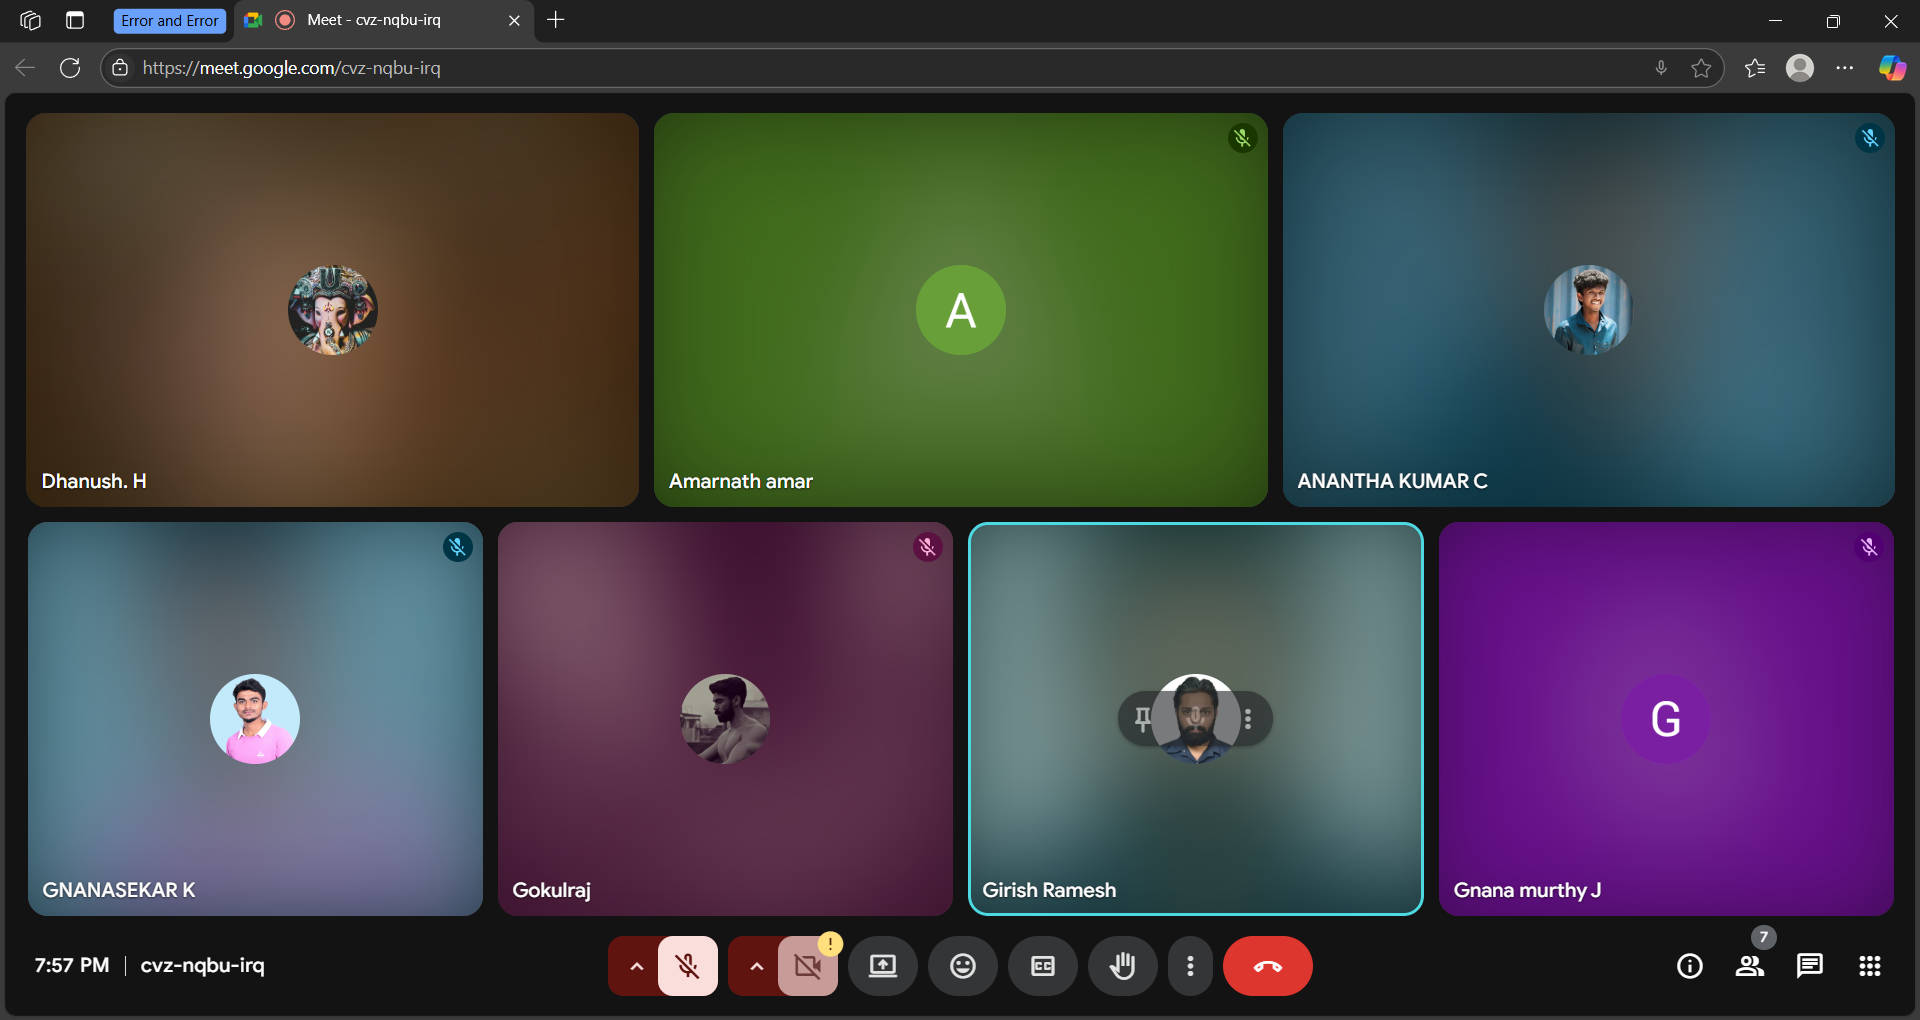 Error and Error
Meet - cvz-nqbu-irq
https://meet.google.com/cvz-nqbu-irq
Dhanush. H
A
Amarnath amar
ANANTHA KUMAR C
GNANASEKAR K
Gokulraj
Girish Ramesh
G
Gnana murthy J
7:57 PM | cvz-nqbu-irq
!
CC
7